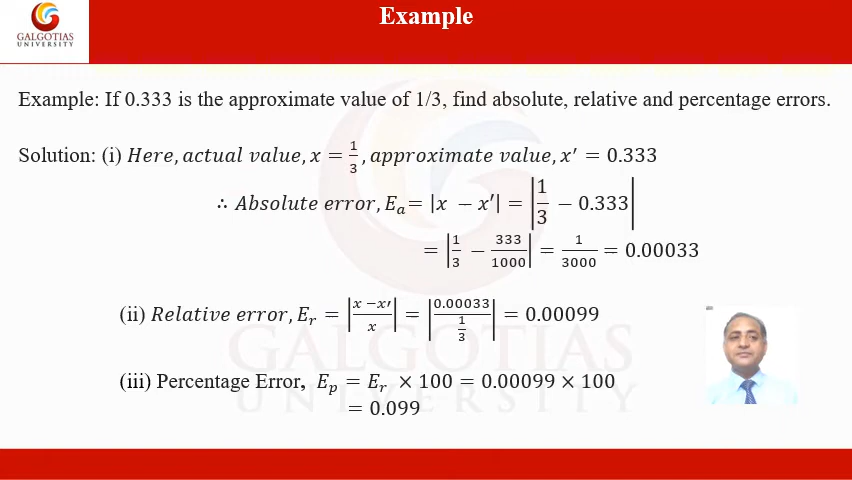 Example
GALGOTIAS
UNIVERSITY
Example: If 0.333 is the approximate value of 1/3, find absolute, relative and percentage errors.
Solution: (i) Here, actual value, x = 1/3, approximate value, x′ = 0.333
∴ Absolute error, Eₐ = |x − x′| = |1/3 − 0.333|
= |1/3 − 333/1000| = 1/3000 = 0.00033
(ii) Relative error, Eᵣ = |x −x′/x| = |0.00033/(1/3)| = 0.00099
(iii) Percentage Error, Eₚ = Eᵣ × 100 = 0.00099 × 100
= 0.099
GALGOTIAS
UNIVERSITY